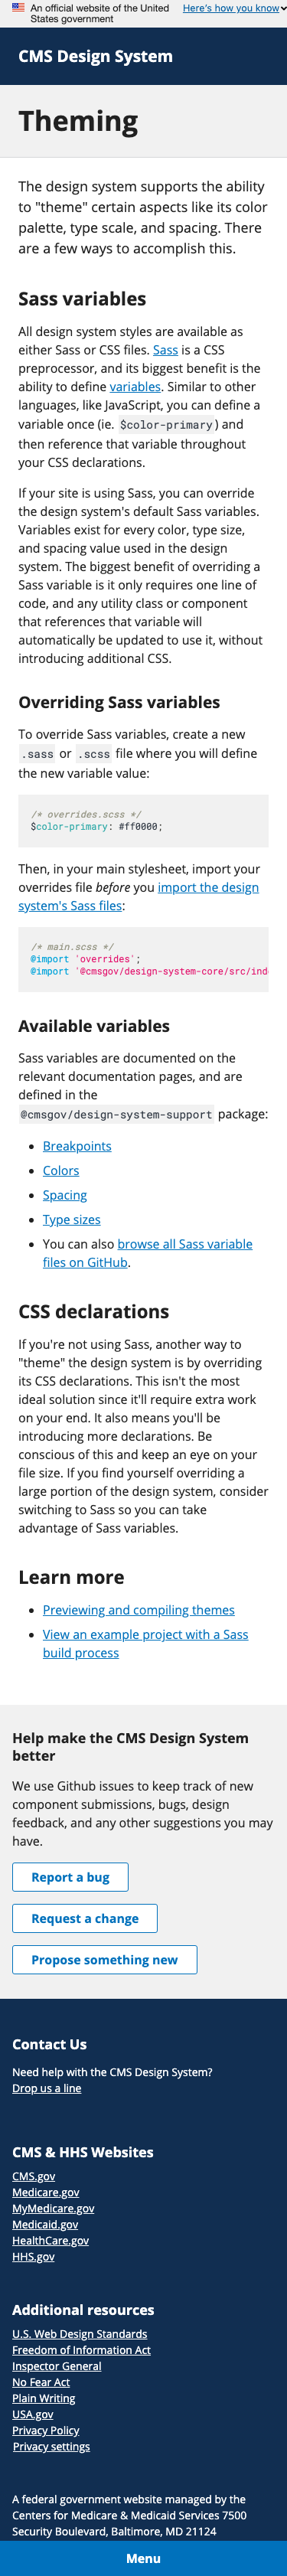 An official website of the United
States government
Here's how you know
CMS Design System
Theming
The design system supports the ability
to "theme" certain aspects like its color
palette, type scale, and spacing. There
are a few ways to accomplish this.
Sass variables
All design system styles are available as
either Sass or CSS files. Sass is a CSS
preprocessor, and its biggest benefit is the
ability to define variables. Similar to other
languages, like JavaScript, you can define a
variable once (ie. $color-primary) and
then reference that variable throughout
your CSS declarations.
If your site is using Sass, you can override
the design system's default Sass variables.
Variables exist for every color, type size,
and spacing value used in the design
system. The biggest benefit of overriding a
Sass variable is it only requires one line of
code, and any utility class or component
that references that variable will
automatically be updated to use it, without
introducing additional CSS.
Overriding Sass variables
To override Sass variables, create a new
.sass or .scss file where you will define
the new variable value:
/* overrides.scss */
$color-primary: #ff0000;
Then, in your main stylesheet, import your
overrides file before you import the design
system's Sass files:
/* main.scss */
@import 'overrides';
@import '@cmsgov/design-system-core/src/inde
Available variables
Sass variables are documented on the
relevant documentation pages, and are
defined in the
@cmsgov/design-system-support package:
Breakpoints
Colors
Spacing
Type sizes
You can also browse all Sass variable
files on GitHub.
CSS declarations
If you're not using Sass, another way to
"theme" the design system is by overriding
its CSS declarations. This isn't the most
ideal solution since it'll require extra work
on your end. It also means you'll be
introducing more declarations. Be
conscious of this and keep an eye on your
file size. If you find yourself overriding a
large portion of the design system, consider
switching to Sass so you can take
advantage of Sass variables.
Learn more
Previewing and compiling themes
View an example project with a Sass
build process
Help make the CMS Design System
better
We use Github issues to keep track of new
component submissions, bugs, design
feedback, and any other suggestions you may
have.
Report a bug
Request a change
Propose something new
Contact Us
Need help with the CMS Design System?
Drop us a line
CMS & HHS Websites
CMS.gov
Medicare.gov
MyMedicare.gov
Medicaid.gov
HealthCare.gov
HHS.gov
Additional resources
U.S. Web Design Standards
Freedom of Information Act
Inspector General
No Fear Act
Plain Writing
USA.gov
Privacy Policy
Privacy settings
A federal government website managed by the
Centers for Medicare & Medicaid Services 7500
Security Boulevard, Baltimore, MD 21124
Menu